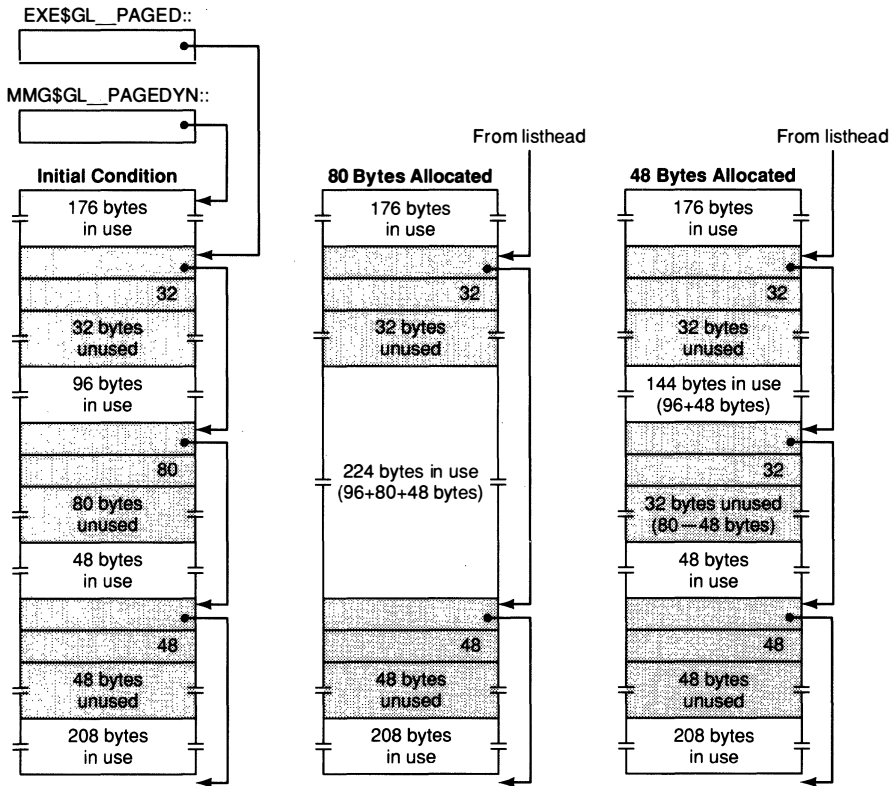 EXE$GL__PAGED::
MMG$GL__PAGEDYN::
Initial Condition
176 bytes
in use
32
32 bytes
unused
96 bytes
in use
80
80 bytes
unused
48 bytes
in use
48
48 bytes
unused
208 bytes
in use
From listhead
80 Bytes Allocated
176 bytes
in use
32
32 bytes
unused
224 bytes in use
(96+80+48 bytes)
48
48 bytes
unused
208 bytes
in use
From listhead
48 Bytes Allocated
176 bytes
in use
32
32 bytes
unused
144 bytes in use
(96+48 bytes)
32
32 bytes unused
(80—48 bytes)
48 bytes
in use
48
48 bytes
unused
208 bytes
in use